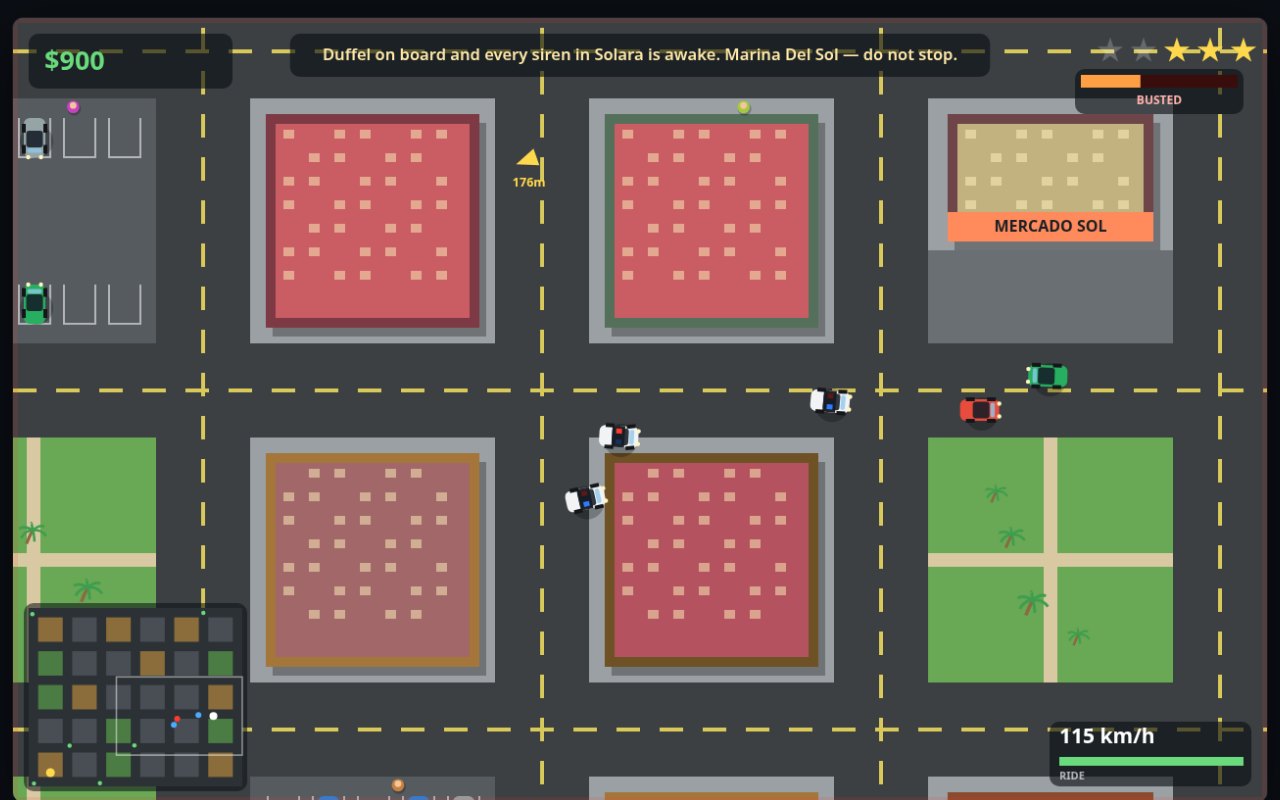 $900
Duffel on board and every siren in Solara is awake. Marina Del Sol — do not stop.
BUSTED
176m
MERCADO SOL
115 km/h
RIDE